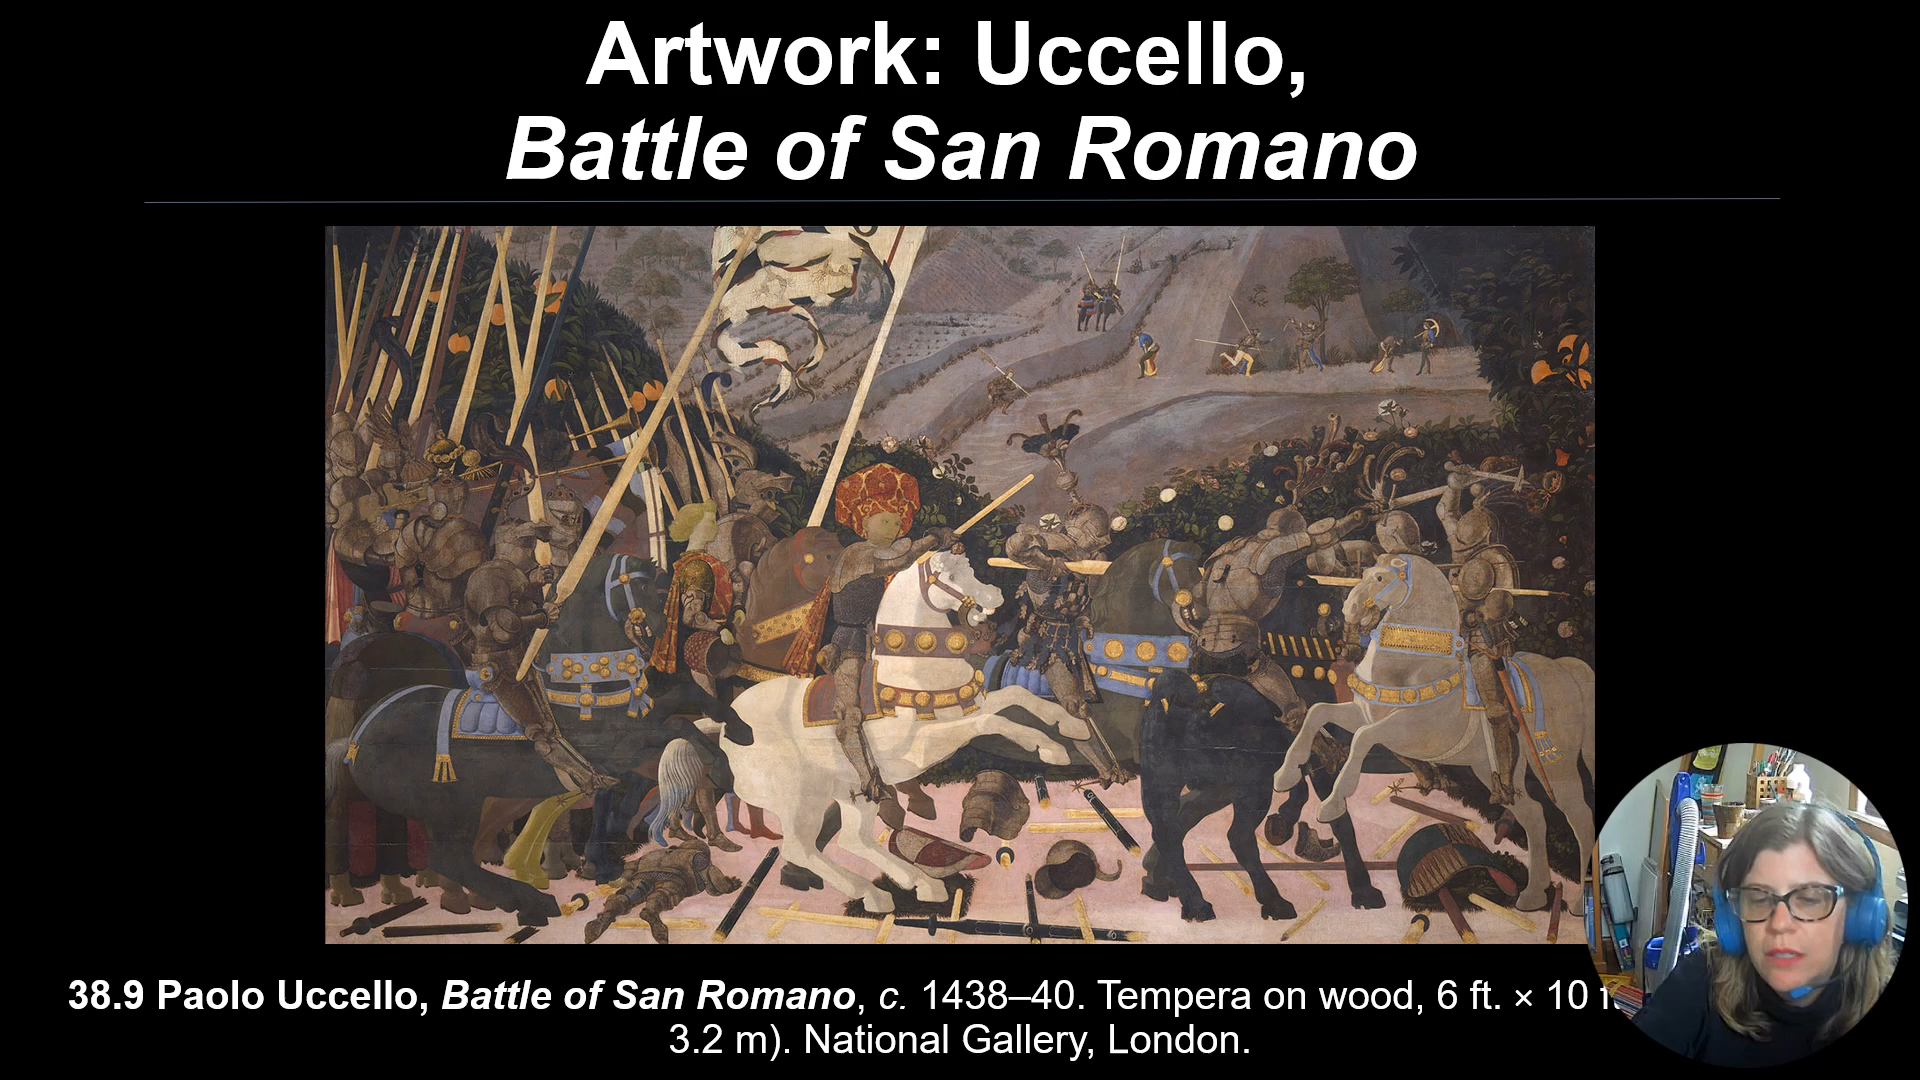 Artwork: Uccello,
Battle of San Romano
38.9 Paolo Uccello, Battle of San Romano, c. 1438–40. Tempera on wood, 6 ft. × 10
3.2 m). National Gallery, London.